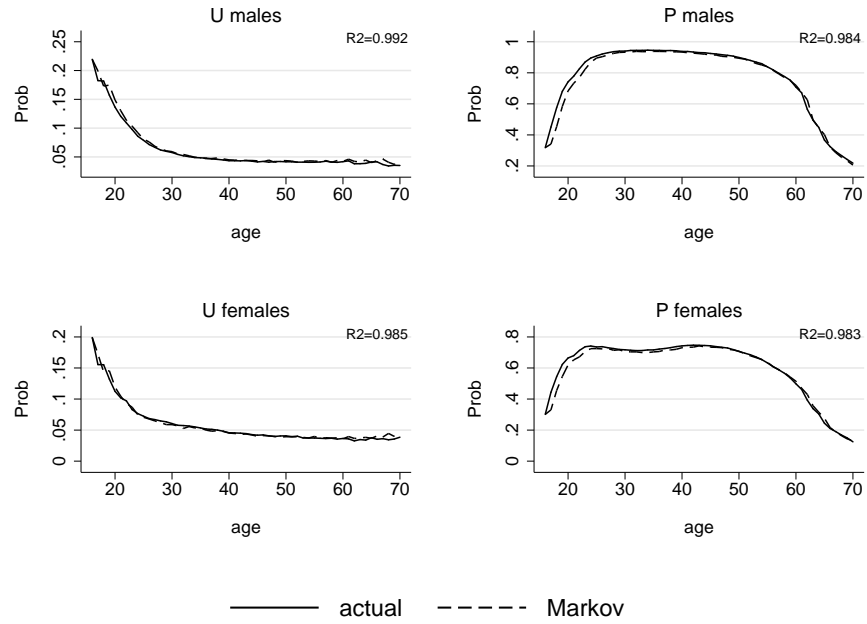 U males
R2=0.992
Prob
.25
.2
.15
.1
.05
20 30 40 50 60 70
age
P males
R2=0.984
Prob
1
.8
.6
.4
.2
20 30 40 50 60 70
age
U females
R2=0.985
Prob
.2
.15
.1
.05
0
20 30 40 50 60 70
age
P females
R2=0.983
Prob
.8
.6
.4
.2
0
20 30 40 50 60 70
age
actual Markov